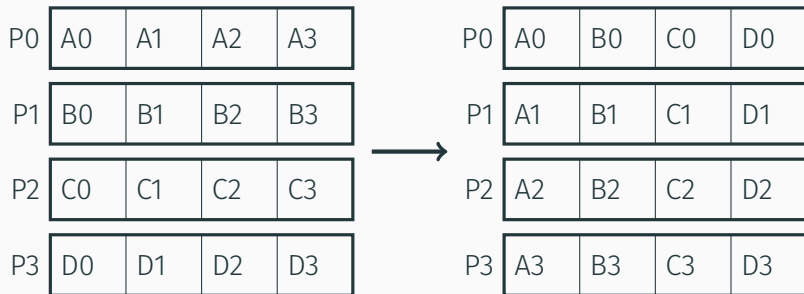 P0 A0 A1 A2 A3 P0 A0 B0 C0 D0
P1 B0 B1 B2 B3 P1 A1 B1 C1 D1
P2 C0 C1 C2 C3 P2 A2 B2 C2 D2
P3 D0 D1 D2 D3 P3 A3 B3 C3 D3